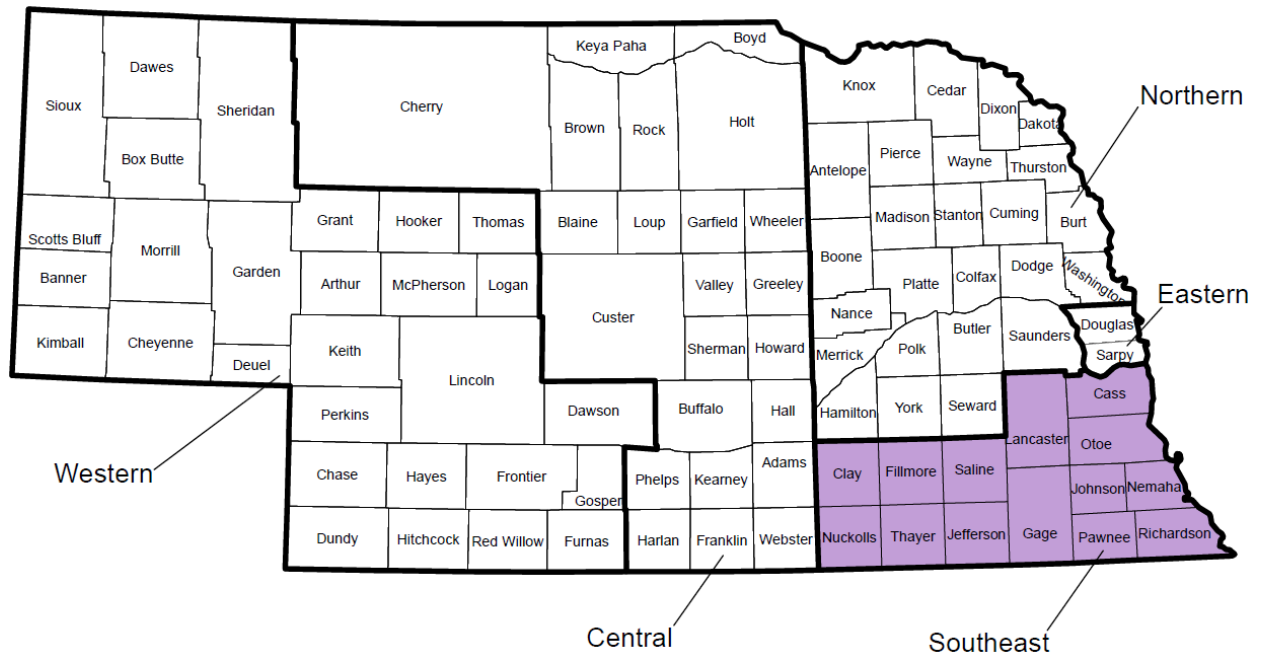 Boyd
Keya Paha
Dawes
Knox
Cedar
Northern
Sioux
Sheridan
Cherry
Dixon
Holt
Brown
Rock
Dakota
Box Butte
Pierce
Wayne
Thurston
Antelope
Grant
Hooker
Thomas
Blaine
Loup
Garfield
Wheeler
Madison
Stanton
Cuming
Burt
Scotts Bluff
Morrill
Boone
Garden
Dodge
Washington
Banner
Arthur
McPherson
Logan
Valley
Greeley
Platte
Colfax
Eastern
Custer
Nance
Douglas
Kimball
Cheyenne
Keith
Sherman
Howard
Merrick
Polk
Butler
Saunders
Sarpy
Deuel
Lincoln
Perkins
Dawson
Buffalo
Hall
Hamilton
York
Seward
Cass
Western
Lancaster
Otoe
Chase
Hayes
Frontier
Gosper
Phelps
Kearney
Adams
Clay
Fillmore
Saline
Johnson
Nemaha
Dundy
Hitchcock
Red Willow
Furnas
Harlan
Franklin
Webster
Nuckolls
Thayer
Jefferson
Gage
Pawnee
Richardson
Central
Southeast